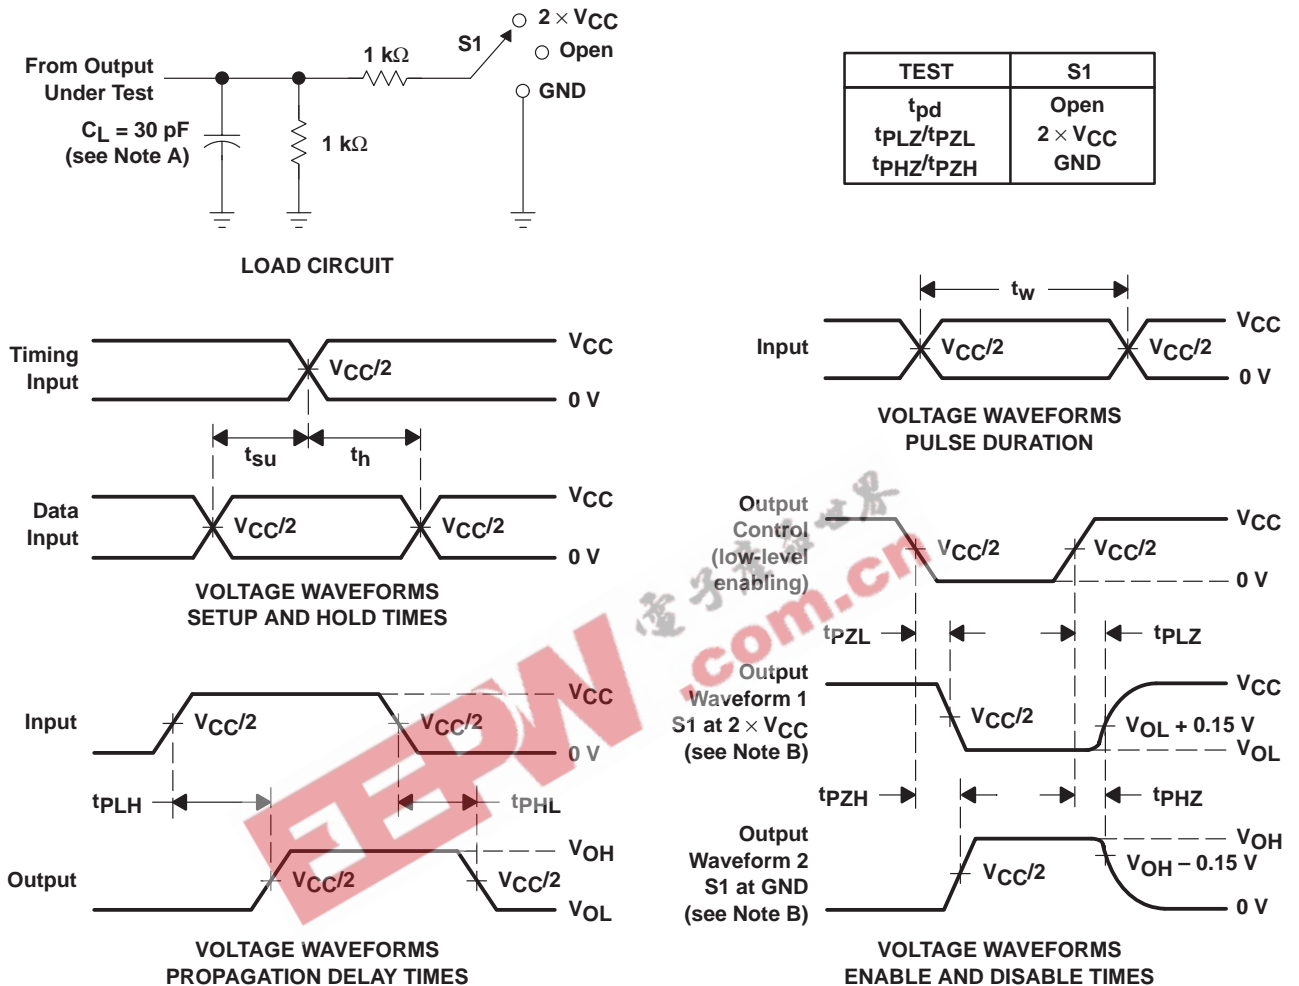 2 × VCC
S1
Open
1 kΩ
From Output
Under Test
GND
CL = 30 pF
(see Note A)
1 kΩ
LOAD CIRCUIT
TEST S1
tpd Open
tPLZ/tPZL 2 × VCC
tPHZ/tPZH GND
Timing
Input
VCC
VCC/2
0 V
tsu
th
Data
Input
VCC
VCC/2
VCC/2
0 V
VOLTAGE WAVEFORMS
SETUP AND HOLD TIMES
tw
Input
VCC
VCC/2
VCC/2
0 V
VOLTAGE WAVEFORMS
PULSE DURATION
Input
VCC
VCC/2
VCC/2
0 V
tPLH
tPHL
Output
VOH
VCC/2
VCC/2
VOL
VOLTAGE WAVEFORMS
PROPAGATION DELAY TIMES
Output
Control
(low-level
enabling)
VCC
VCC/2
VCC/2
0 V
tPZL
tPLZ
Output
Waveform 1
S1 at 2 × VCC
(see Note B)
VCC
VCC/2
VOL + 0.15 V
VOL
tPZH
tPHZ
Output
Waveform 2
S1 at GND
(see Note B)
VOH
VCC/2
VOH − 0.15 V
0 V
VOLTAGE WAVEFORMS
ENABLE AND DISABLE TIMES
EEPW
.com.cn
電子產品世界